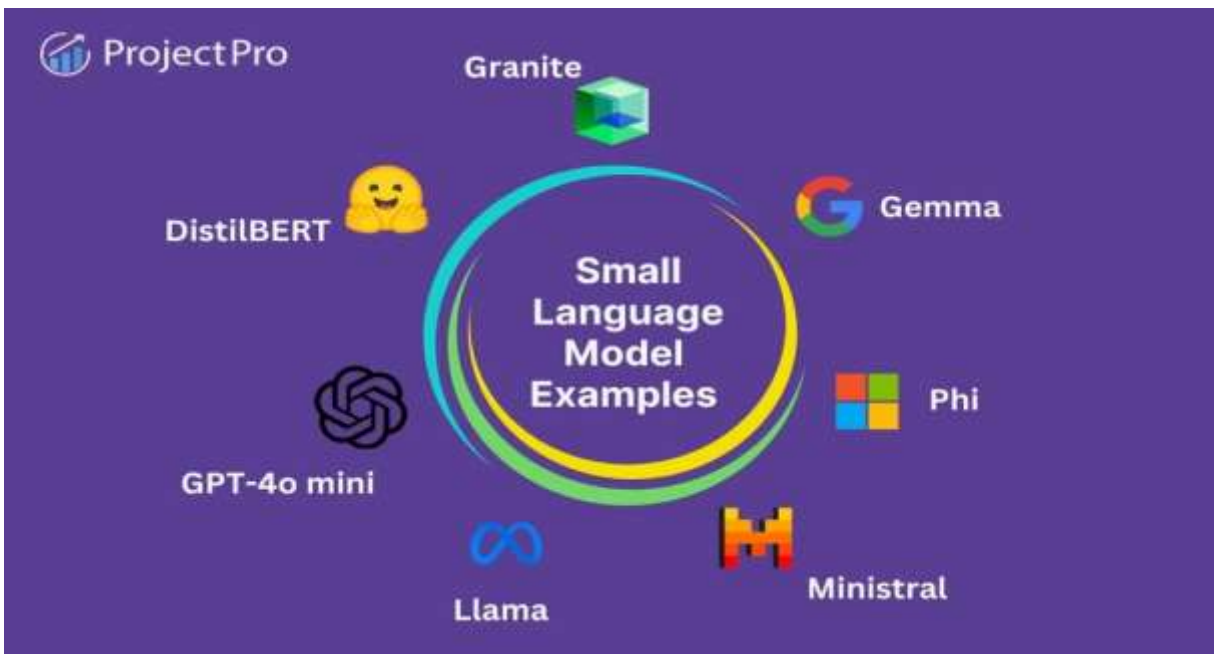 ProjectPro
Granite
Gemma
DistilBERT
Small
Language
Model
Examples
Phi
GPT-4o mini
Ministral
Llama